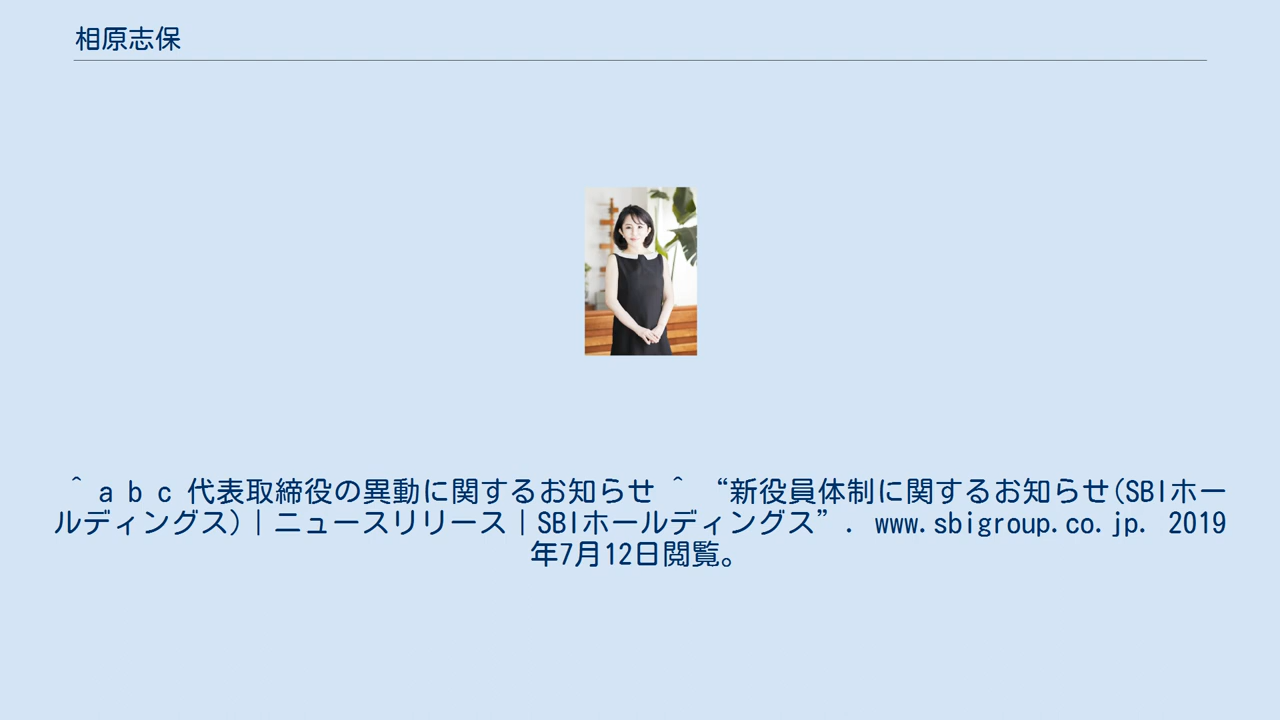 相原志保
^ a b c 代表取締役の異動に関するお知らせ ^ “新役員体制に関するお知らせ(SBIホー
ルディングス)｜ニュースリリース｜SBIホールディングス”. www.sbigroup.co.jp. 2019
年7月12日閲覧。